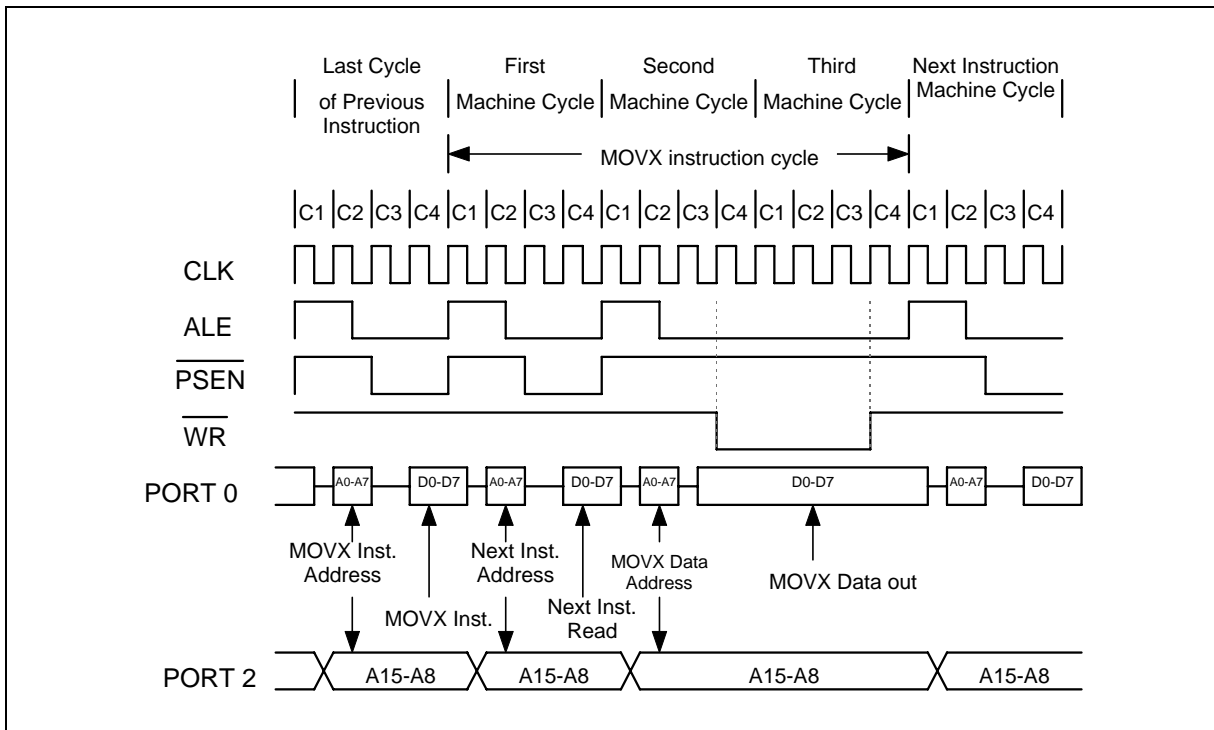 Last Cycle
of Previous
Instruction
First
Machine Cycle
Second
Machine Cycle
Third
Machine Cycle
Next Instruction
Machine Cycle
MOVX instruction cycle
C1 C2 C3 C4 C1 C2 C3 C4 C1 C2 C3 C4 C1 C2 C3 C4 C1 C2 C3 C4
CLK
ALE
PSEN
WR
PORT 0
A0-A7 D0-D7 A0-A7 D0-D7 A0-A7 D0-D7 A0-A7 D0-D7
MOVX Inst.
Address
MOVX Inst.
Next Inst.
Address
Next Inst.
Read
MOVX Data
Address
MOVX Data out
PORT 2
A15-A8 A15-A8 A15-A8 A15-A8